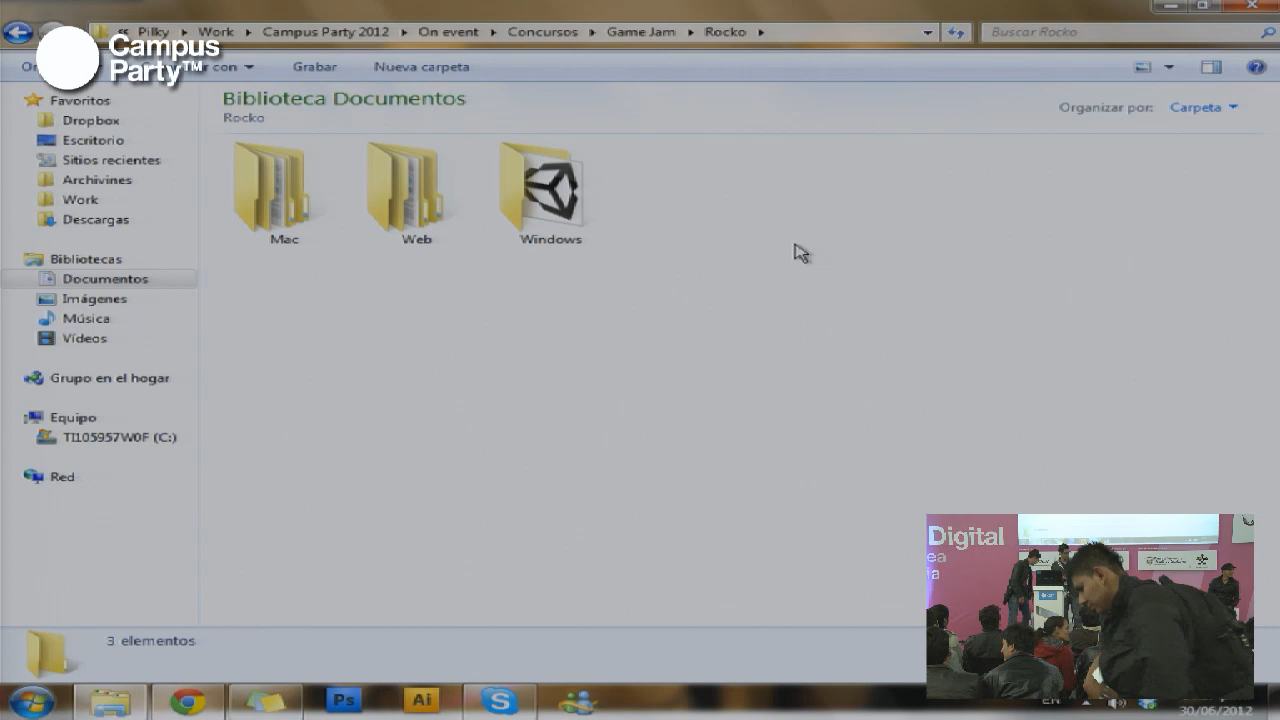 « Pilky ▸ Work ▸ Campus Party 2012 ▸ On event ▸ Concursos ▸ Game Jam ▸ Rocko ▸
Buscar Rocko
Campus
Party™
con
Grabar
Nueva carpeta
Favoritos
Dropbox
Escritorio
Sitios recientes
Archivines
Work
Descargas
Bibliotecas
Documentos
Imágenes
Música
Vídeos
Grupo en el hogar
Equipo
TI105957W0F (C:)
Red
Biblioteca Documentos
Rocko
Organizar por: Carpeta
Mac
Web
Windows
3 elementos
Digital
Ps
Ai
S
EN
30/06/2012